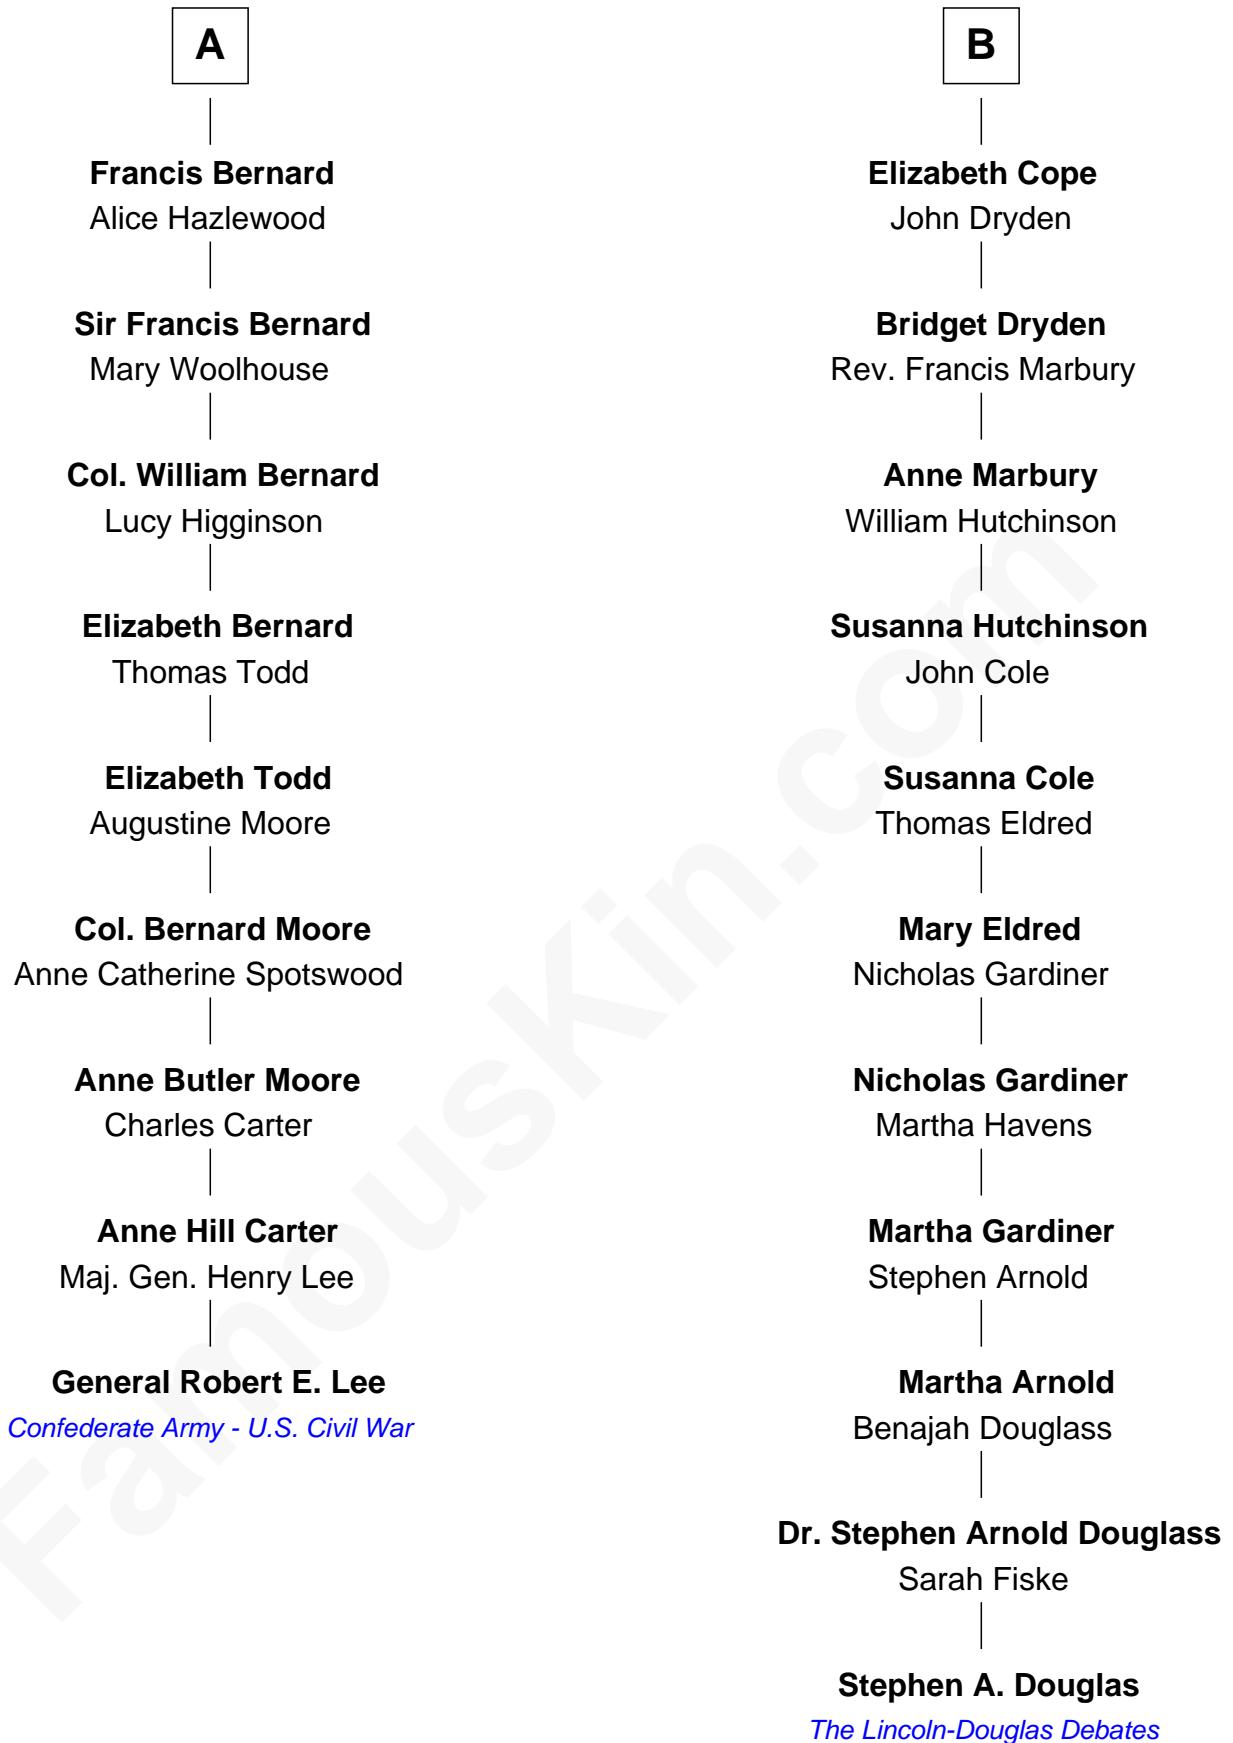 A
Francis Bernard
Alice Hazlewood
Sir Francis Bernard
Mary Woolhouse
Col. William Bernard
Lucy Higginson
Elizabeth Bernard
Thomas Todd
Elizabeth Todd
Augustine Moore
Col. Bernard Moore
Anne Catherine Spotswood
Anne Butler Moore
Charles Carter
Anne Hill Carter
Maj. Gen. Henry Lee
General Robert E. Lee
Confederate Army - U.S. Civil War
B
Elizabeth Cope
John Dryden
Bridget Dryden
Rev. Francis Marbury
Anne Marbury
William Hutchinson
Susanna Hutchinson
John Cole
Susanna Cole
Thomas Eldred
Mary Eldred
Nicholas Gardiner
Nicholas Gardiner
Martha Havens
Martha Gardiner
Stephen Arnold
Martha Arnold
Benajah Douglass
Dr. Stephen Arnold Douglass
Sarah Fiske
Stephen A. Douglas
The Lincoln-Douglas Debates
FamousKin.com